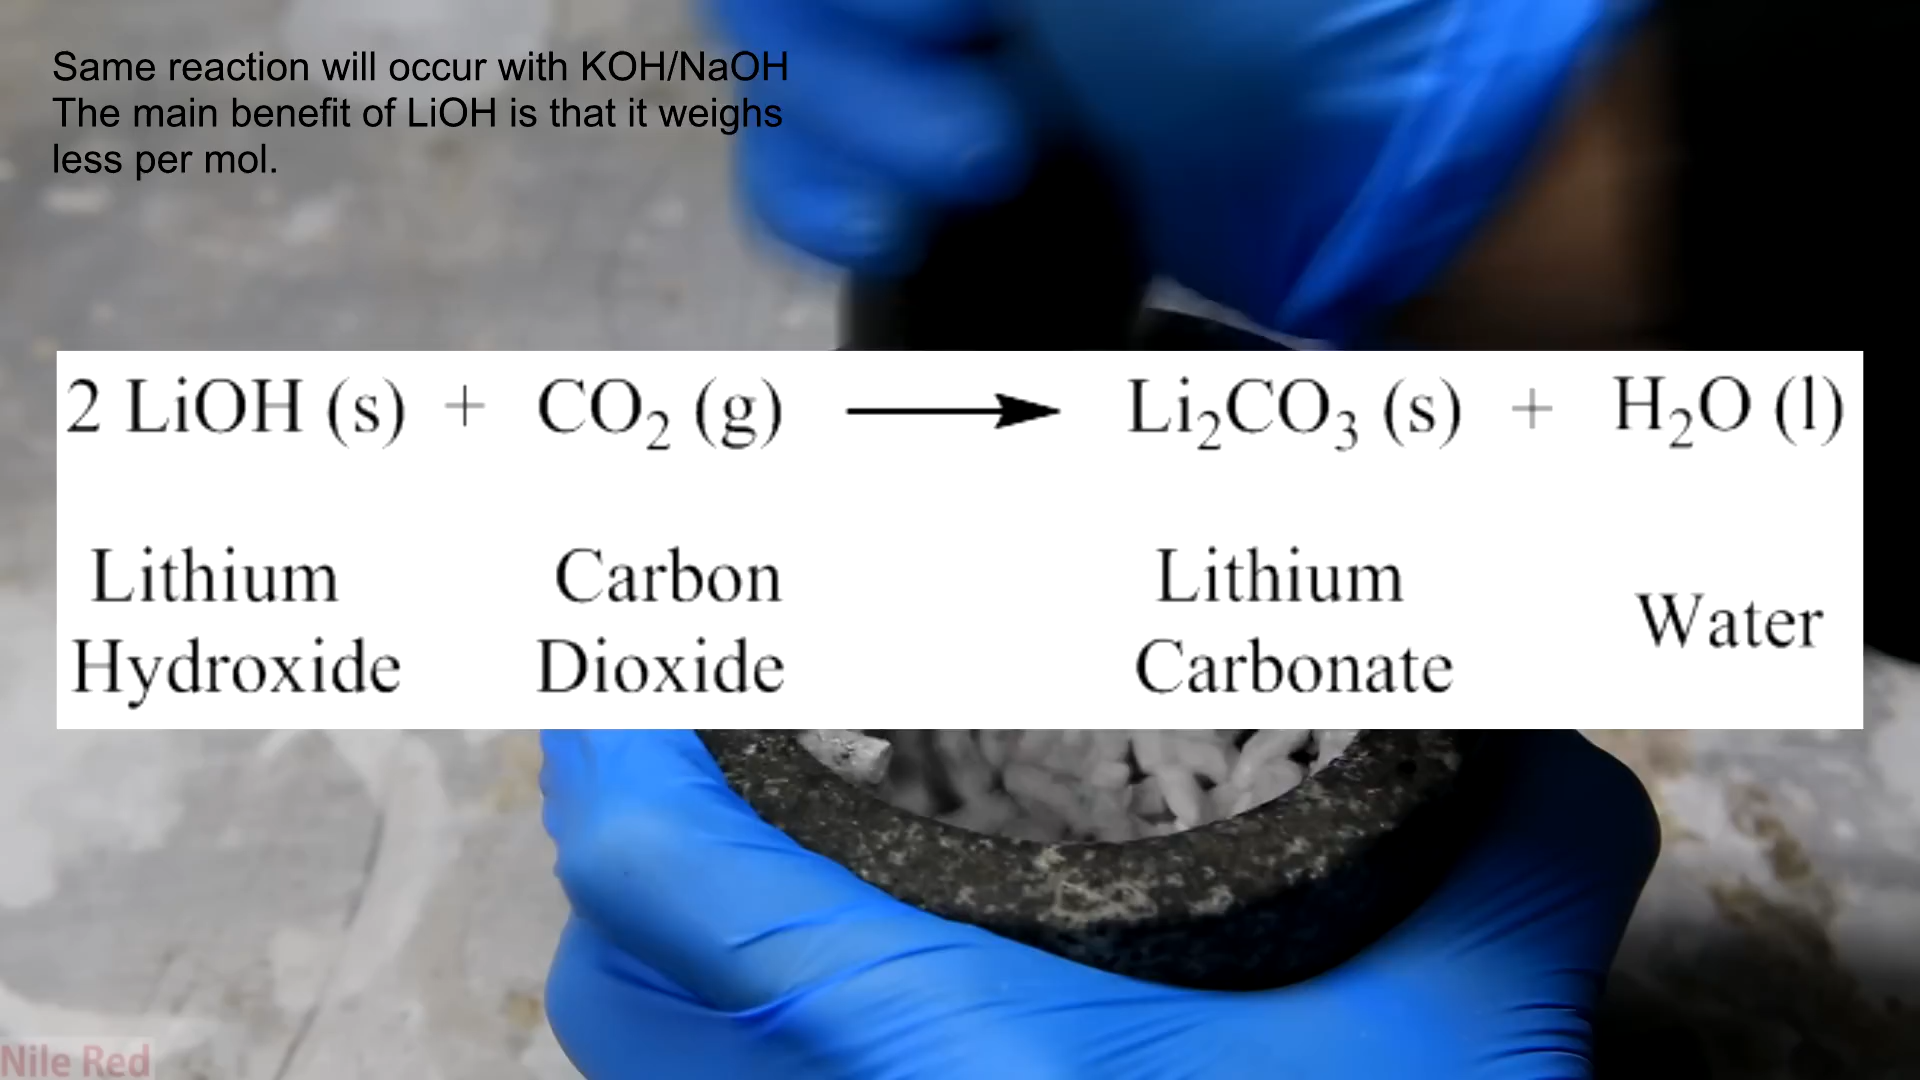 Same reaction will occur with KOH/NaOH
The main benefit of LiOH is that it weighs
less per mol.
2 LiOH (s) + CO₂ (g) ⟶ Li₂CO₃ (s) + H₂O (l)
Lithium Hydroxide
Carbon Dioxide
Lithium Carbonate
Water
Nile Red